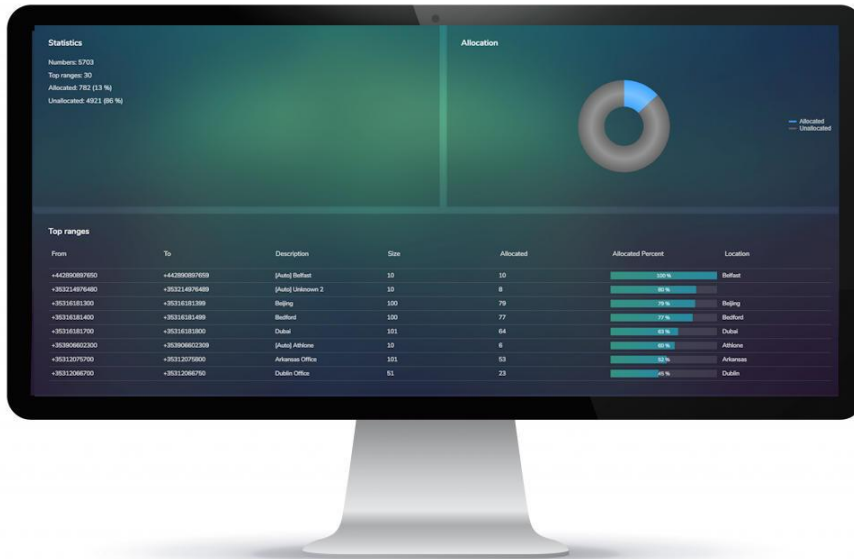 Statistics
Numbers: 5703
Top ranges: 30
Allocated: 782 (13 %)
Unallocated: 4921 (86 %)
Allocation
Allocated
Unallocated
Top ranges
From To Description Size Allocated Allocated Percent Location
+442890897650 +442890897659 [Auto] Belfast 10 10 100 % Belfast
+353214976480 +353214976489 [Auto] Unknown 2 10 8 80 %
+35316181300 +35316181399 Beijing 100 79 79 % Beijing
+35316181400 +35316181499 Bedford 100 77 77 % Bedford
+35316181700 +35316181800 Dubai 101 64 63 % Dubai
+353906602300 +353906602309 [Auto] Athlone 10 6 60 % Athlone
+35312075700 +35312075800 Arkansas Office 101 53 52 % Arkansas
+35312066700 +35312066750 Dublin Office 51 23 45 % Dublin